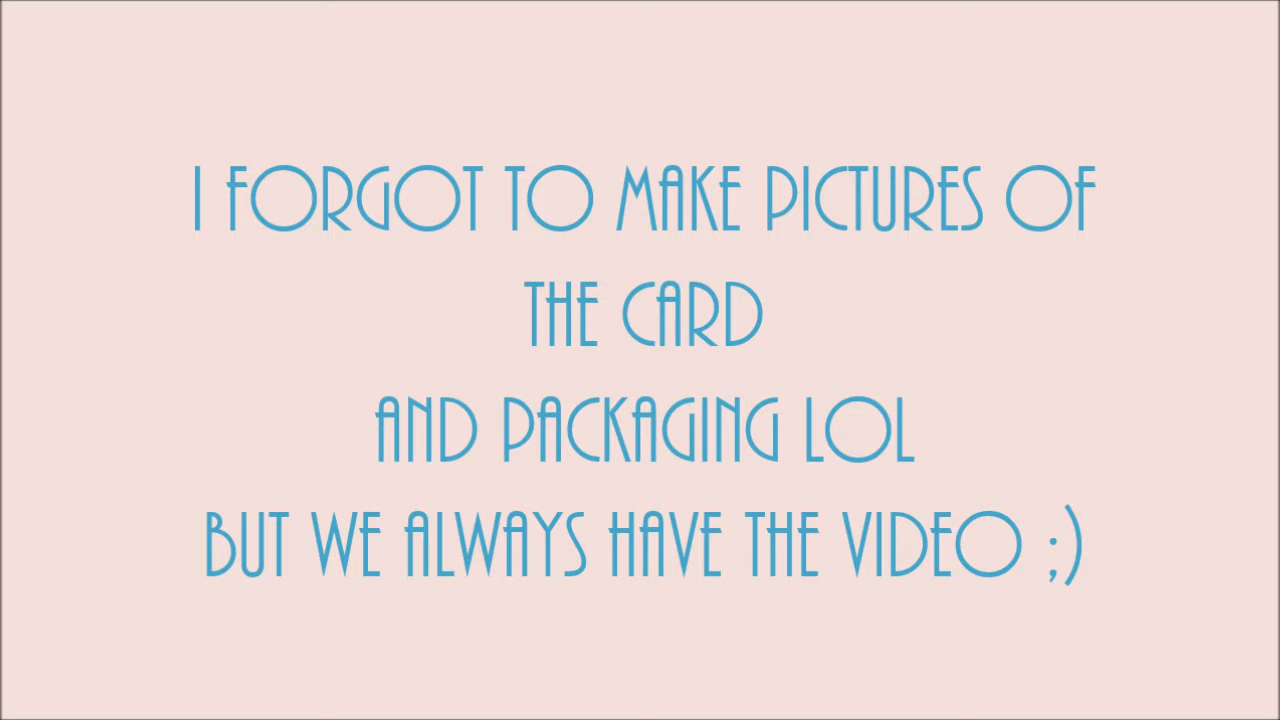 I FORGOT TO MAKE PICTURES OF
THE CARD
AND PACKAGING LOL
BUT WE ALWAYS HAVE THE VIDEO ;)